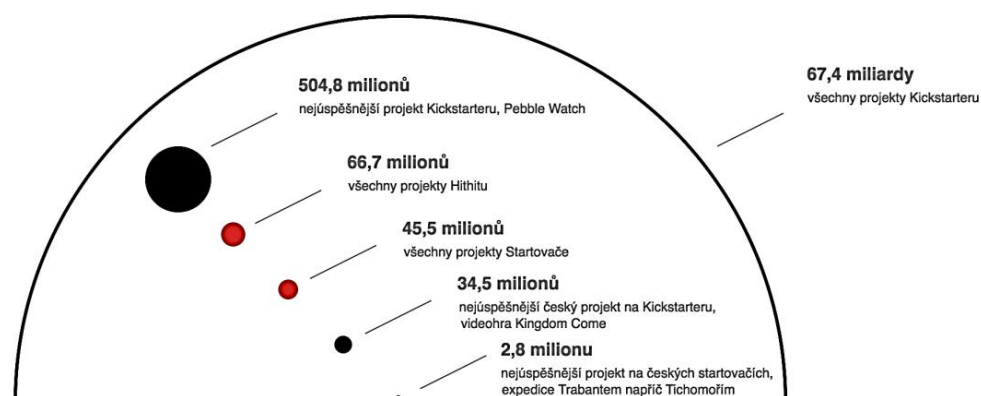 504,8 milionů
nejúspěšnější projekt Kickstarteru, Pebble Watch
67,4 miliardy
všechny projekty Kickstarteru
66,7 milionů
všechny projekty Hithitu
45,5 milionů
všechny projekty Startovače
34,5 milionů
nejúspěšnější český projekt na Kickstarteru,
videohra Kingdom Come
2,8 milionu
nejúspěšnější projekt na českých startovačích,
expedice Trabantem napříč Tichomořím